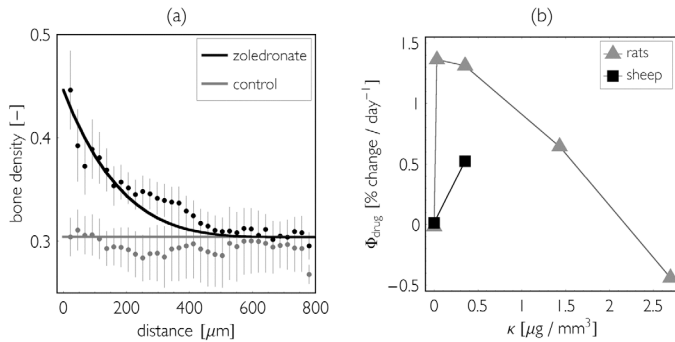 (a)
0.5
0.4
0.3
bone density [–]
zoledronate
control
0
200
400
600
800
distance [μm]
(b)
1.5
1
0.5
0
−0.5
Φdrug [% change / day⁻¹]
rats
sheep
0
0.5
1
1.5
2
2.5
κ [μg / mm³]